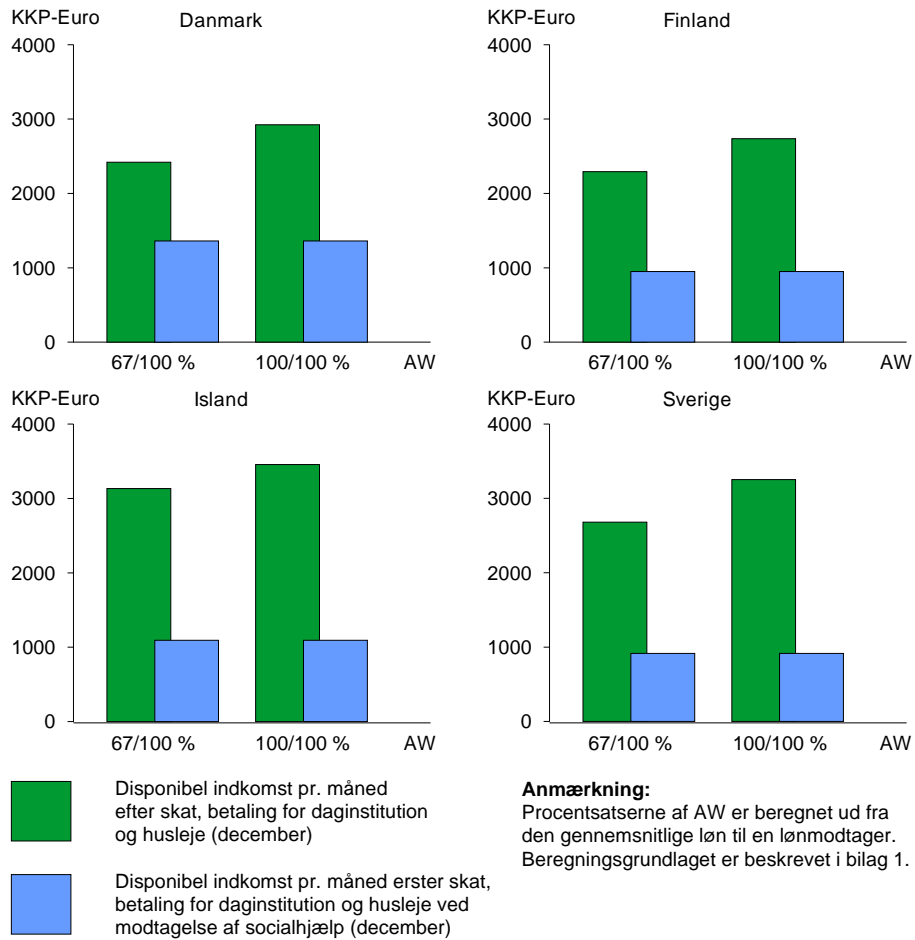 KKP-Euro Danmark
4000
3000
2000
1000
0
67/100 % 100/100 % AW
KKP-Euro Finland
4000
3000
2000
1000
0
67/100 % 100/100 % AW
KKP-Euro Island
4000
3000
2000
1000
0
67/100 % 100/100 % AW
KKP-Euro Sverige
4000
3000
2000
1000
0
67/100 % 100/100 % AW
Disponibel indkomst pr. måned
efter skat, betaling for daginstitution
og husleje (december)
Disponibel indkomst pr. måned erster skat,
betaling for daginstitution og husleje ved
modtagelse af socialhjælp (december)
Anmærkning:
Procentsatserne af AW er beregnet ud fra
den gennemsnitlige løn til en lønmodtager.
Beregningsgrundlaget er beskrevet i bilag 1.